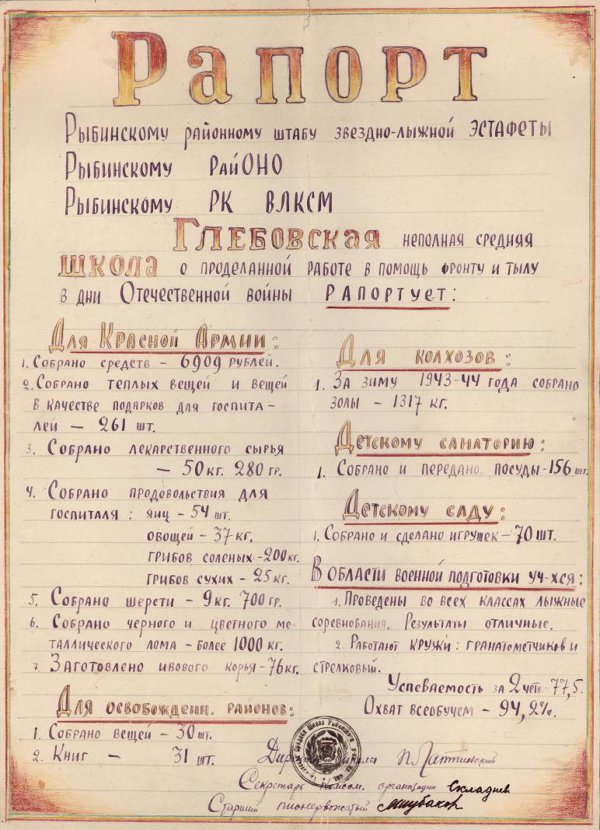 Рапорт
Рыбинскому районному штабу звездно-лыжной эстафеты
Рыбинскому РайОНО
Рыбинскому РК ВЛКСМ
Глебовская неполная средняя
школа о проделанной работе в помощь фронту и тылу
в дни Отечественной войны рапортует:
Для Красной Армии:
1. Собрано средств - 6909 рублей.
2. Собрано теплых вещей и вещей
в качестве подарков для госпита-
лей - 261 шт.
3. Собрано лекарственного сырья
- 50 кг. 280 гр.
4. Собрано продовольствия для
госпиталя: яиц - 54 шт.
овощей - 37 кг.
грибов соленых - 200 кг.
грибов сухих - 25 кг.
5. Собрано шерсти - 9 кг. 700 гр.
6. Собрано черного и цветного ме-
таллического лома - более 1000 кг.
7. Заготовлено ивового корья - 76 кг.
Для освобожденн. районов:
1. Собрано вещей - 30 шт.
2. Книг - 31 шт.
Для колхозов:
1. За зиму 1943-44 года собрано
золы - 1317 кг.
Детскому санаторию:
1. Собрано и передано посуды - 156 шт.
Детскому саду:
1. Собрано и сделано игрушек - 70 шт.
В области военной подготовки уч-хся:
1. Проведены во всех классах лыжные
соревнования. Результаты отличные.
2. Работают кружки: гранатометчиков и
стрелковый.
Успеваемость за 2 четв - 77,5.
Охват всеобучем - 94,2%.
Директор школы
Секретарь комсом. организации
Старший пионервожатый